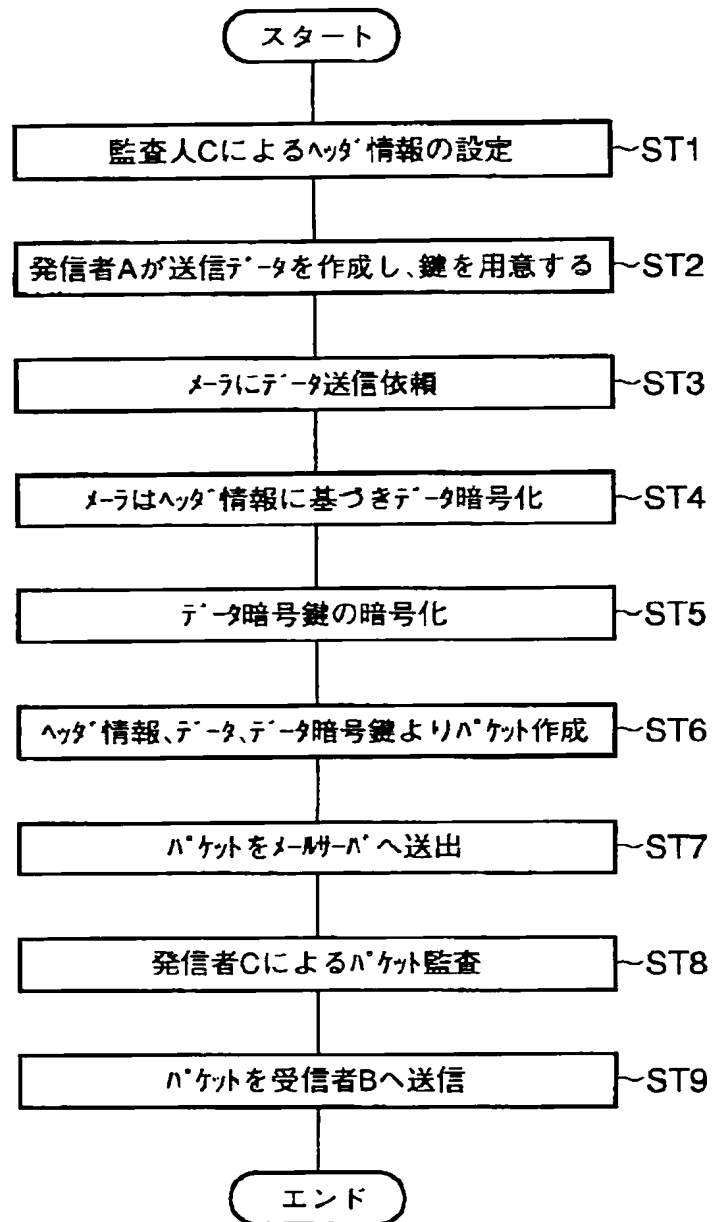 スタート
監査人Cによるヘッダ情報の設定 ~ST1
発信者Aが送信データを作成し、鍵を用意する ~ST2
メーラにデータ送信依頼 ~ST3
メーラはヘッダ情報に基づきデータ暗号化 ~ST4
データ暗号鍵の暗号化 ~ST5
ヘッダ情報、データ、データ暗号鍵よりパケット作成 ~ST6
パケットをメールサーバへ送出 ~ST7
発信者Cによるパケット監査 ~ST8
パケットを受信者Bへ送信 ~ST9
エンド